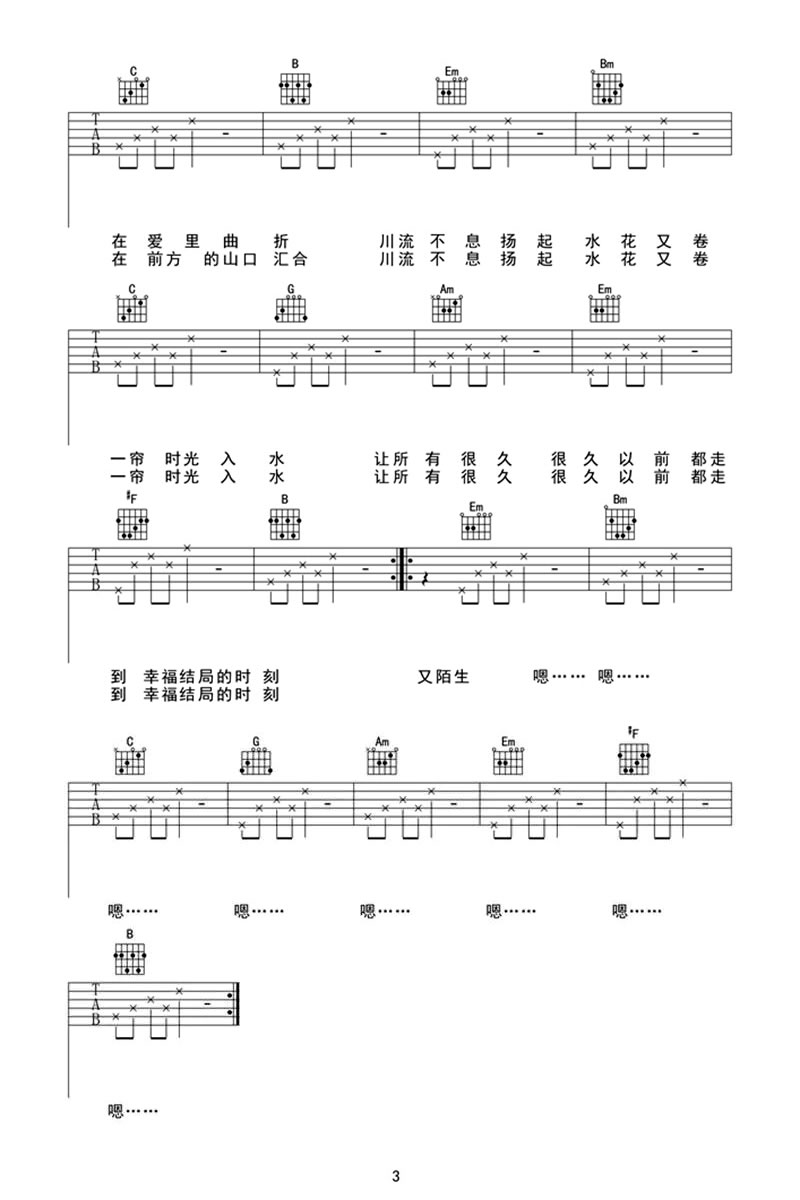 C B Em Bm
T
A
B
在 爱 里 曲 折 川流 不 息 扬 起 水 花 又 卷
在 前方 的山口 汇合 川流 不 息 扬 起 水 花 又 卷
C G Am Em
T
A
B
一帘 时光 入 水 让所 有 很 久 很 久 以 前 都走
一帘 时光 入 水 让所 有 很 久 很 久 以 前 都走
#F B Em Bm
T
A
B
到 幸福结局的时 刻 又陌生 嗯…… 嗯……
到 幸福结局的时 刻
C G Am Em #F
T
A
B
嗯…… 嗯…… 嗯…… 嗯…… 嗯……
B
T
A
B
嗯……
3